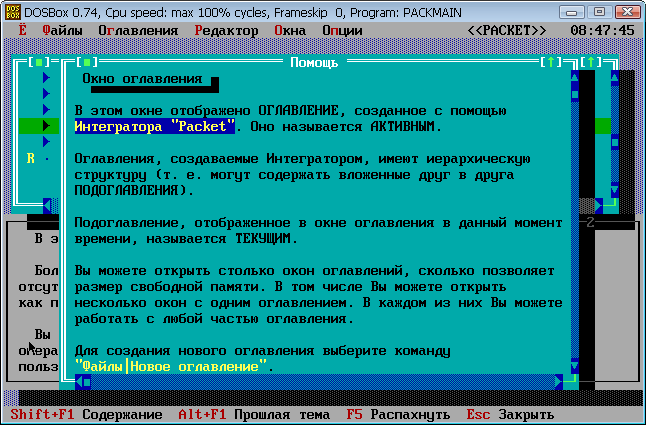 DOSBox 0.74, Cpu speed: max 100% cycles, Frameskip 0, Program: PACKMAIN
Ё Файлы Оглавления Редактор Окна Опции <<PACKET>> 08:47:45
Помощь
Окно оглавления
В этом окне отображено ОГЛАВЛЕНИЕ, созданное с помощью
Интегратора "Packet". Оно называется АКТИВНЫМ.
R
Оглавления, создаваемые Интегратором, имеют иерархическую
структуру (т. е. могут содержать вложенные друг в друга
ПОДОГЛАВЛЕНИЯ).
Подоглавление, отображенное в окне оглавления в данный момент
2
времени, называется ТЕКУЩИМ.
В э
Вы можете открыть столько окон оглавлений, сколько позволяет
Бол
размер свободной памяти. В том числе Вы можете открыть
отсут
несколько окон с одним оглавлением. В каждом из них Вы можете
как п
работать с любой частью оглавления.
Вы
Для создания нового оглавления выберите команду
опера
"Файлы|Новое оглавление".
польз
Shift+F1 Содержание Alt+F1 Прошлая тема F5 Распахнуть Esc Закрыть